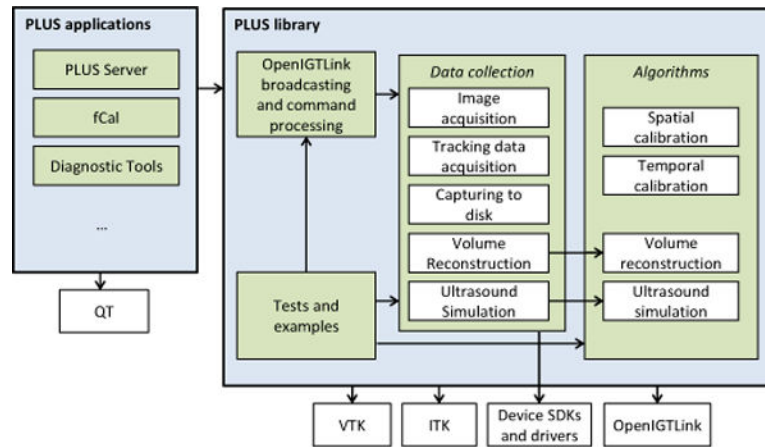 PLUS applications
PLUS Server
fCal
Diagnostic Tools
...
QT
PLUS library
OpenIGTLink
broadcasting
and command
processing
Tests and
examples
Data collection
Image
acquisition
Tracking data
acquisition
Capturing to
disk
Volume
Reconstruction
Ultrasound
Simulation
Algorithms
Spatial
calibration
Temporal
calibration
Volume
reconstruction
Ultrasound
simulation
VTK
ITK
Device SDKs
and drivers
OpenIGTLink